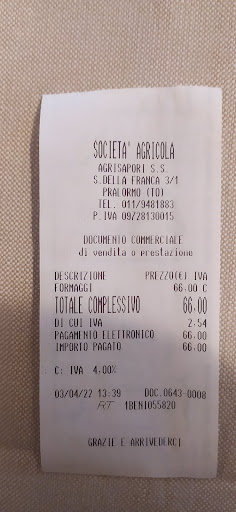 SOCIETA' AGRICOLA
AGRISAPORI S.S.
S.DELLA FRANCA 3/1
PRALORMO (TO)
TEL. 011/9481883
P.IVA 09728130015
DOCUMENTO COMMERCIALE
di vendita o prestazione
DESCRIZIONE PREZZO(€) IVA
FORMAGGI 66,00 C
TOTALE COMPLESSIVO 66,00
DI CUI IVA 2,54
PAGAMENTO ELETTRONICO 66,00
IMPORTO PAGATO 66,00
C: IVA 4,00%
03/04/22 13:39 DOC.0643-0008
RT 1BENI055820
GRAZIE E ARRIVEDERCI